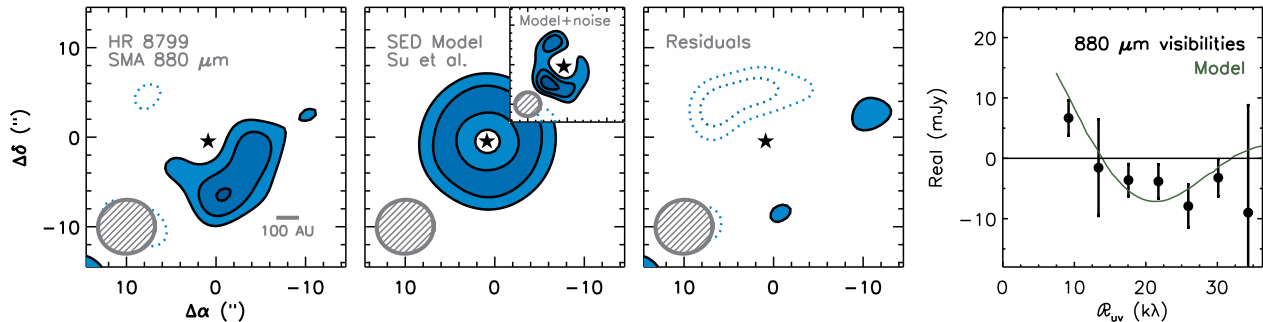 HR 8799
SMA 880 μm
100 AU
10
0
-10
10
0
-10
Δδ (")
Δα (")
SED Model
Su et al.
Model+noise
10
0
-10
Residuals
10
0
-10
880 μm visibilities
Model
20
10
0
-10
Real (mJy)
0
10
20
30
ℛuv (kλ)